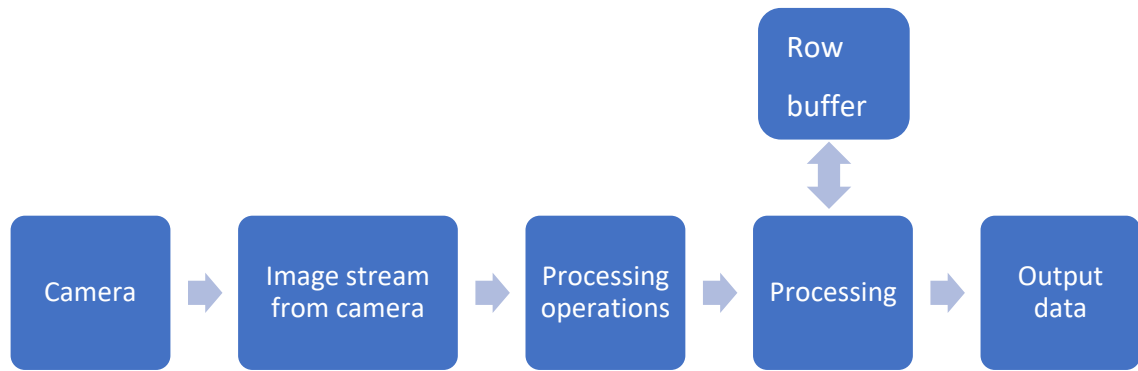 Row
buffer
Camera
Image stream
from camera
Processing
operations
Processing
Output
data